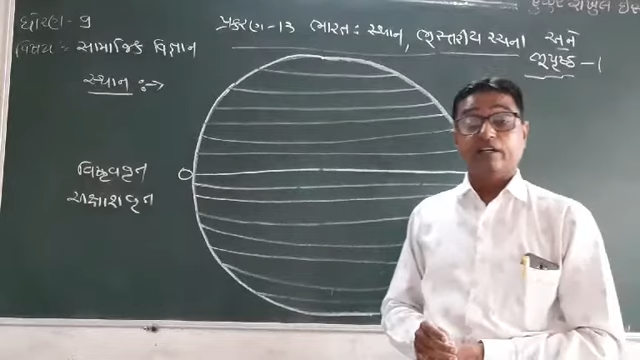 ધોરણ - 9
વિષય : સામાજિક વિજ્ઞાન
પ્રકરણ - 13 ભારત : સ્થાન, ભૂસ્તરીય રચના અને
ભૂપૃષ્ઠ - 1
સ્થાન :→
વિષુવવૃત
અક્ષાશવૃત
0